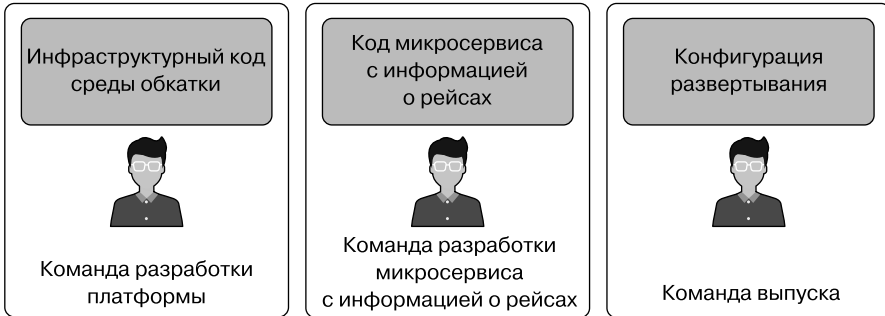 Инфраструктурный код
среды обкатки
Команда разработки
платформы
Код микросервиса
с информацией
о рейсах
Команда разработки
микросервиса
с информацией о рейсах
Конфигурация
развертывания
Команда выпуска